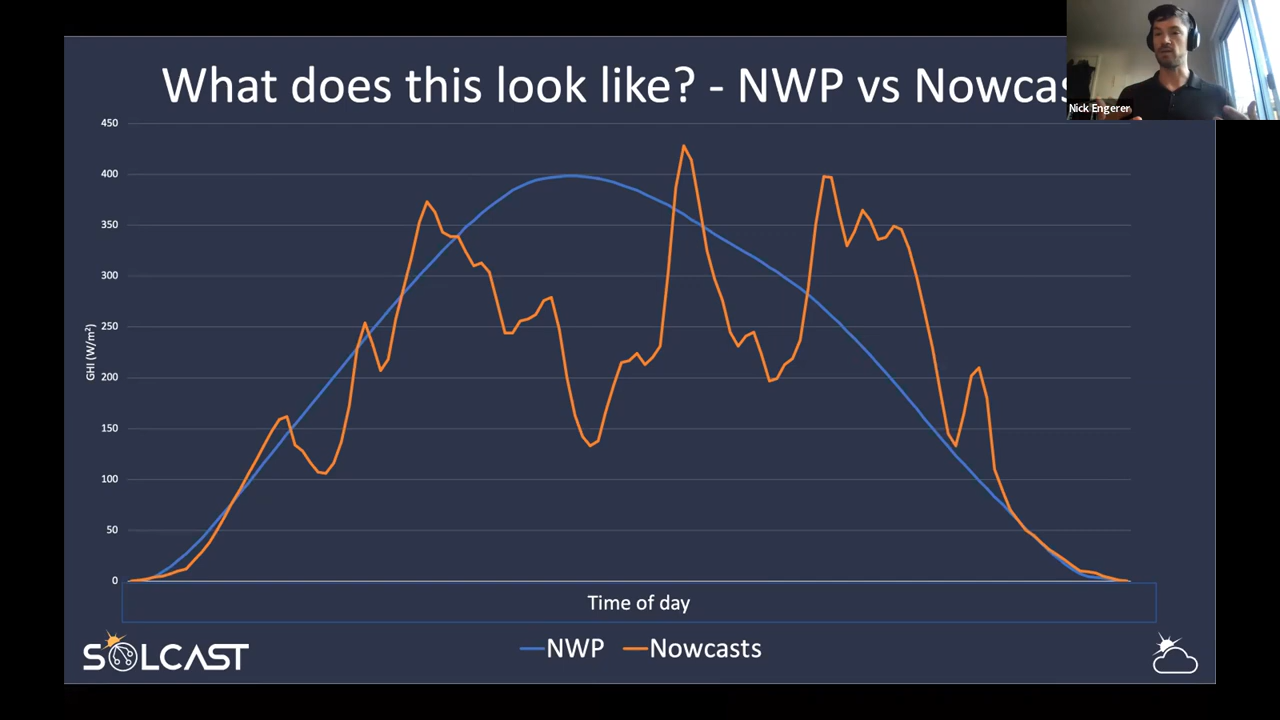 What does this look like? - NWP vs Nowcas
Nick Engerer
450
400
350
300
250
200
150
100
50
0
GHI (W/m²)
Time of day
NWP
Nowcasts
SOLCAST